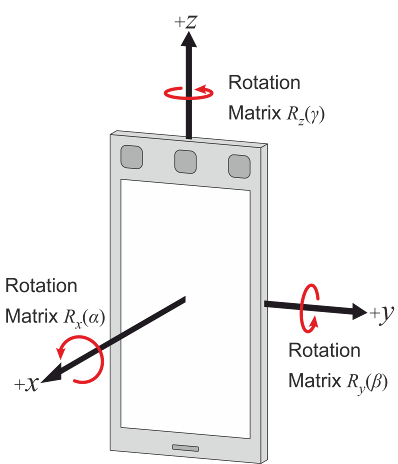 +z
Rotation
Matrix Rz(γ)
Rotation
Matrix Rx(α)
+y
+x
Rotation
Matrix Ry(β)